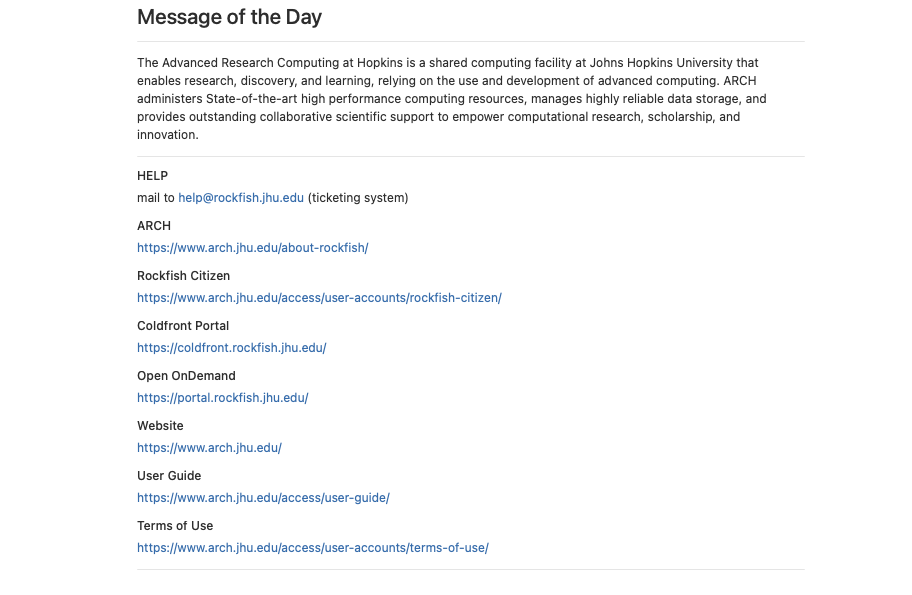 Message of the Day
The Advanced Research Computing at Hopkins is a shared computing facility at Johns Hopkins University that
enables research, discovery, and learning, relying on the use and development of advanced computing. ARCH
administers State-of-the-art high performance computing resources, manages highly reliable data storage, and
provides outstanding collaborative scientific support to empower computational research, scholarship, and
innovation.
HELP
mail to help@rockfish.jhu.edu (ticketing system)
ARCH
https://www.arch.jhu.edu/about-rockfish/
Rockfish Citizen
https://www.arch.jhu.edu/access/user-accounts/rockfish-citizen/
Coldfront Portal
https://coldfront.rockfish.jhu.edu/
Open OnDemand
https://portal.rockfish.jhu.edu/
Website
https://www.arch.jhu.edu/
User Guide
https://www.arch.jhu.edu/access/user-guide/
Terms of Use
https://www.arch.jhu.edu/access/user-accounts/terms-of-use/